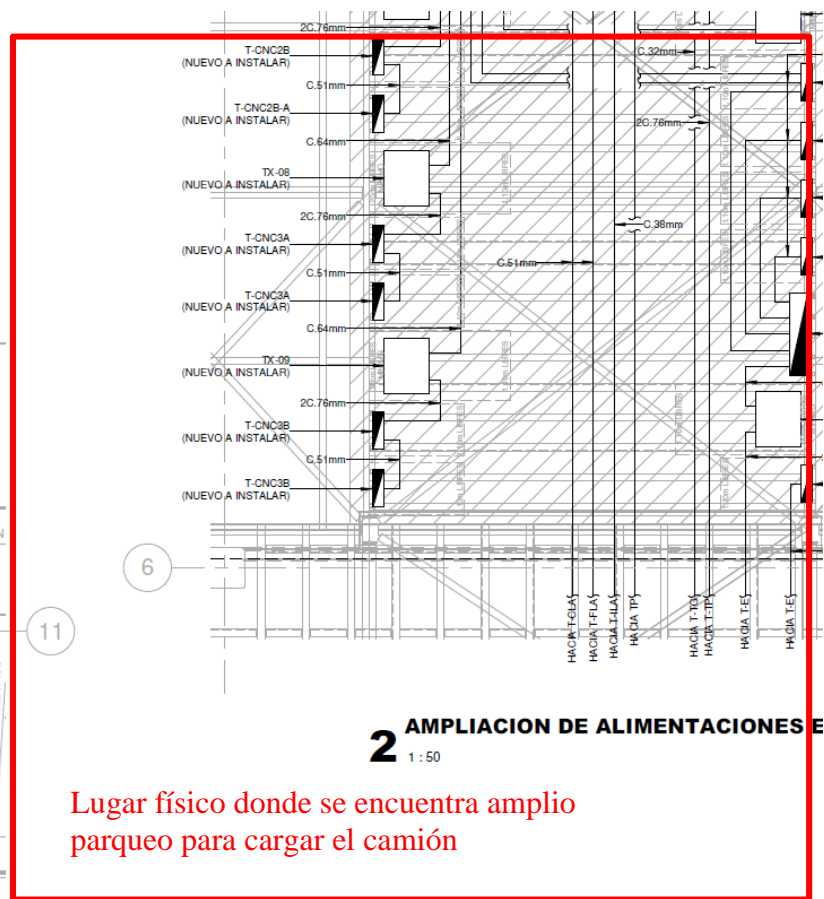 2C.76mm
T-CNC2B
(NUEVO A INSTALAR)
C.32mm
C.51mm
T-CNC2B-A
(NUEVO A INSTALAR)
2C.76mm
C.64mm
TX-08
(NUEVO A INSTALAR)
2C.76mm
C.38mm
T-CNC3A
(NUEVO A INSTALAR)
C.51mm
C.51mm
T-CNC3A
(NUEVO A INSTALAR)
C.64mm
TX-09
(NUEVO A INSTALAR)
2C.76mm
T-CNC3B
(NUEVO A INSTALAR)
C.51mm
T-CNC3B
(NUEVO A INSTALAR)
6
11
HACIA T-CLA
HACIA T-FLA
HACIA T-ILA
HACIA TP
HACIA T-TG
HACIA T-TP
HACIA T-E
HACIA T-E
2 AMPLIACION DE ALIMENTACIONES E
1 : 50
Lugar físico donde se encuentra amplio
parqueo para cargar el camión